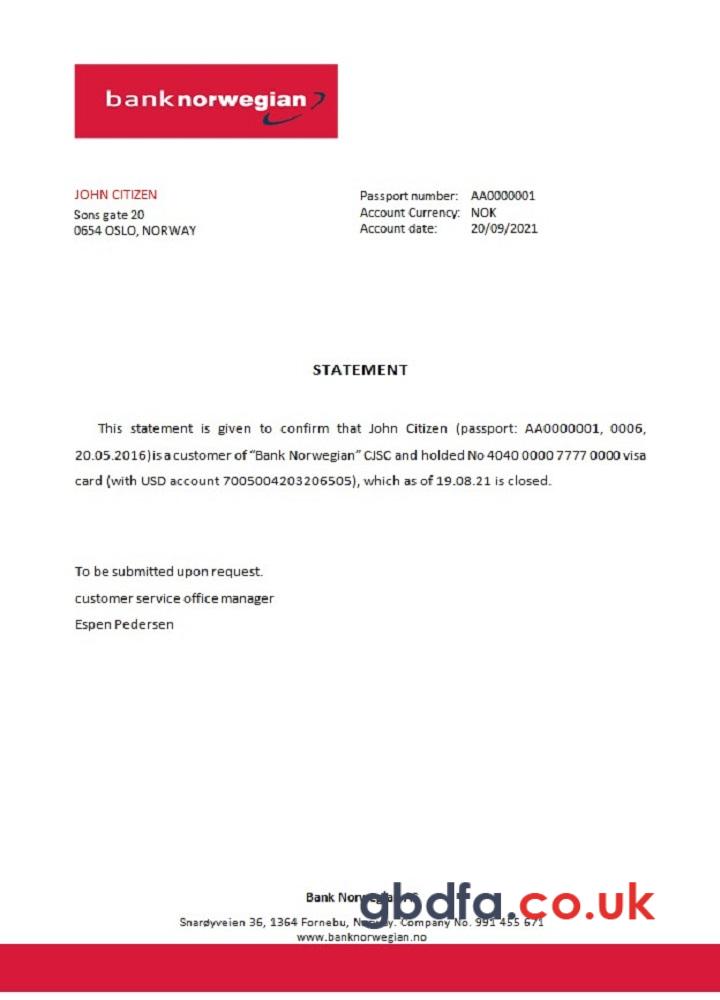 banknorwegian
JOHN CITIZEN
Sons gate 20
0654 OSLO, NORWAY
Passport number: AA0000001
Account Currency: NOK
Account date: 20/09/2021
STATEMENT
This statement is given to confirm that John Citizen (passport: AA0000001, 0006,
20.05.2016)is a customer of “Bank Norwegian” CJSC and holded No 4040 0000 7777 0000 visa
card (with USD account 7005004203206505), which as of 19.08.21 is closed.
To be submitted upon request.
customer service office manager
Espen Pedersen
Bank
gbdfa.co.uk
Snarøyveien 36, 1364 Fornebu, Norway. Company No. 991 455 671
www.banknorwegian.no